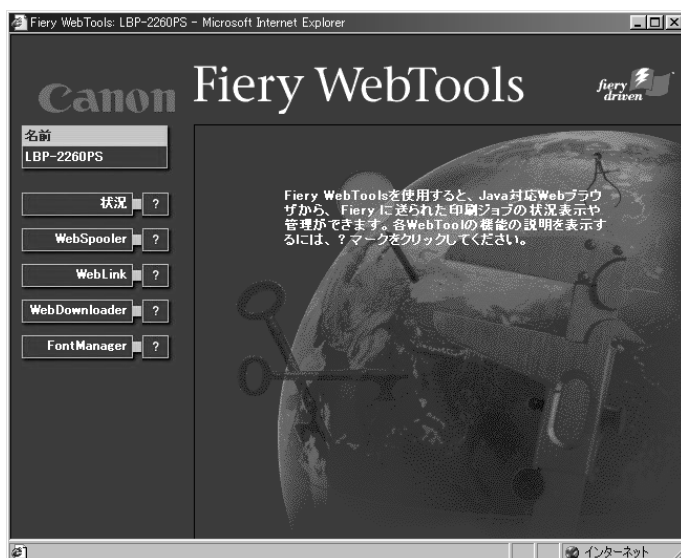 Fiery WebTools: LBP-2260PS - Microsoft Internet Explorer
Canon
Fiery WebTools
fiery
driven
名前
LBP-2260PS
状況 ?
WebSpooler ?
WebLink ?
WebDownloader ?
FontManager ?
Fiery WebToolsを使用すると、Java対応Webブラウ
ザから、Fiery に送られた印刷ジョブの状況表示や
管理ができます。各WebToolの機能の説明を表示す
るには、? マークをクリックしてください。
インターネット